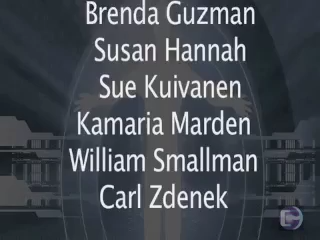 Brenda Guzman
Susan Hannah
Sue Kuivanen
Kamaria Marden
William Smallman
Carl Zdenek